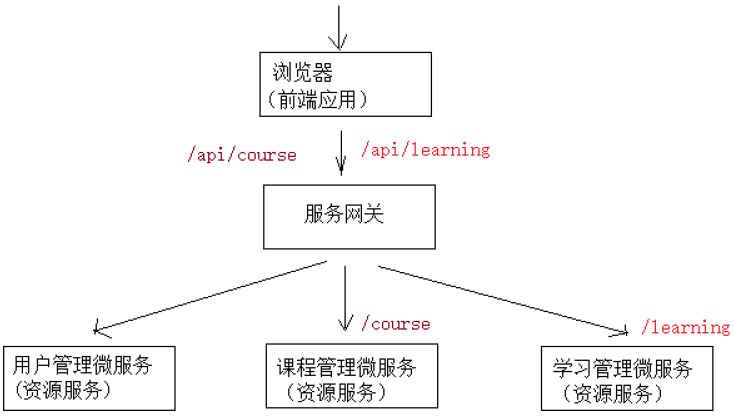 浏览器
（前端应用）
/api/course
/api/learning
服务网关
/course
/learning
用户管理微服务
(资源服务)
课程管理微服务
（资源服务）
学习管理微服务
（资源服务）